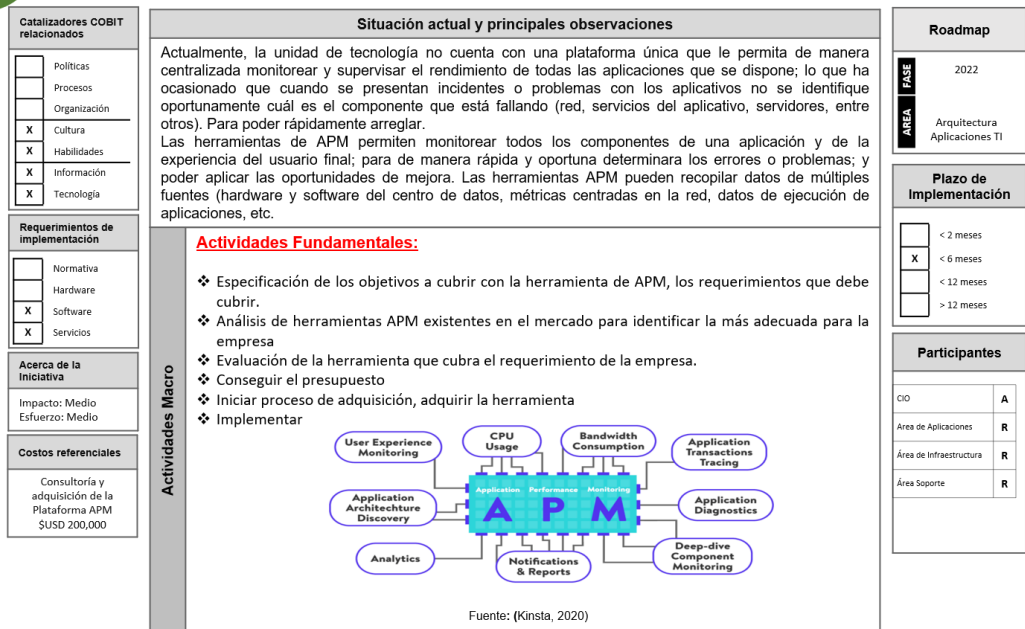 Catalizadores COBIT
relacionados
Políticas
Procesos
Organización
X Cultura
X Habilidades
X Información
X Tecnología
Requerimientos de
implementación
Normativa
Hardware
X Software
X Servicios
Acerca de la
Iniciativa
Impacto: Medio
Esfuerzo: Medio
Costos referenciales
Consultoría y
adquisición de la
Plataforma APM
$USD 200,000
Situación actual y principales observaciones
Actualmente, la unidad de tecnología no cuenta con una plataforma única que le permita de manera
centralizada monitorear y supervisar el rendimiento de todas las aplicaciones que se dispone; lo que ha
ocasionado que cuando se presentan incidentes o problemas con los aplicativos no se identifique
oportunamente cuál es el componente que está fallando (red, servicios del aplicativo, servidores, entre
otros). Para poder rápidamente arreglar.
Las herramientas de APM permiten monitorear todos los componentes de una aplicación y de la
experiencia del usuario final; para de manera rápida y oportuna determinara los errores o problemas; y
poder aplicar las oportunidades de mejora. Las herramientas APM pueden recopilar datos de múltiples
fuentes (hardware y software del centro de datos, métricas centradas en la red, datos de ejecución de
aplicaciones, etc.
Actividades Macro
Actividades Fundamentales:
❖ Especificación de los objetivos a cubrir con la herramienta de APM, los requerimientos que debe
cubrir.
❖ Análisis de herramientas APM existentes en el mercado para identificar la más adecuada para la
empresa
❖ Evaluación de la herramienta que cubra el requerimiento de la empresa.
❖ Conseguir el presupuesto
❖ Iniciar proceso de adquisición, adquirir la herramienta
❖ Implementar
User Experience
Monitoring
CPU
Usage
Bandwidth
Consumption
Application
Transactions
Tracing
Application Performance Monitoring
A P M
Application
Architechture
Discovery
Application
Diagnostics
Analytics
Notifications
& Reports
Deep-dive
Component
Monitoring
Fuente: (Kinsta, 2020)
Roadmap
FASE
2022
AREA
Arquitectura
Aplicaciones TI
Plazo de
Implementación
< 2 meses
X < 6 meses
< 12 meses
> 12 meses
Participantes
CIO A
Area de Aplicaciones R
Área de Infraestructura R
Área Soporte R